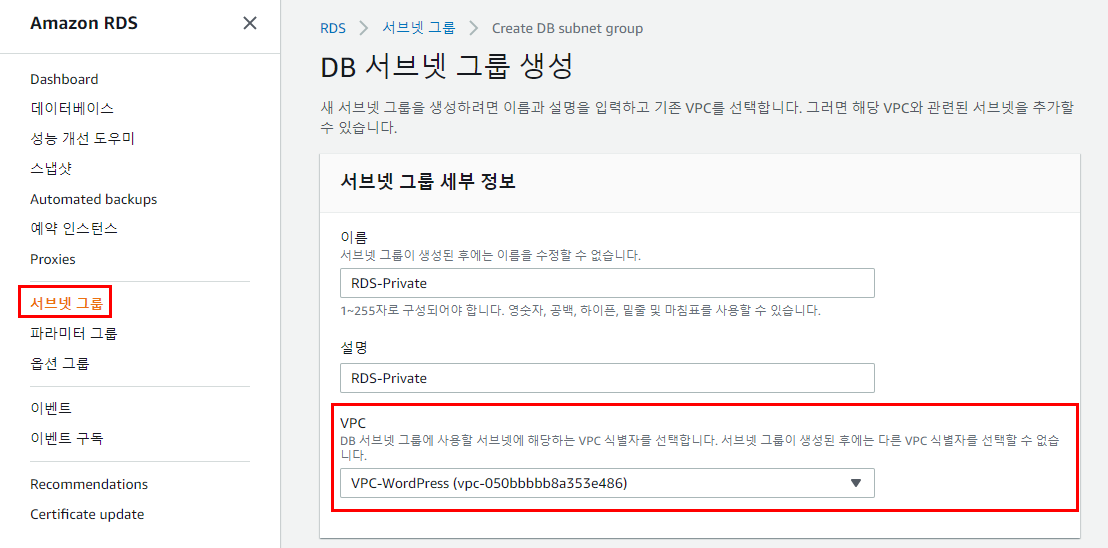 Amazon RDS
Dashboard
데이터베이스
성능 개선 도우미
스냅샷
Automated backups
예약 인스턴스
Proxies
서브넷 그룹
파라미터 그룹
옵션 그룹
이벤트
이벤트 구독
Recommendations
Certificate update
RDS > 서브넷 그룹 > Create DB subnet group
DB 서브넷 그룹 생성
새 서브넷 그룹을 생성하려면 이름과 설명을 입력하고 기존 VPC를 선택합니다. 그러면 해당 VPC와 관련된 서브넷을 추가할
수 있습니다.
서브넷 그룹 세부 정보
이름
서브넷 그룹이 생성된 후에는 이름을 수정할 수 없습니다.
RDS-Private
1~255자로 구성되어야 합니다. 영숫자, 공백, 하이픈, 밑줄 및 마침표를 사용할 수 있습니다.
설명
RDS-Private
VPC
DB 서브넷 그룹에 사용할 서브넷에 해당하는 VPC 식별자를 선택합니다. 서브넷 그룹이 생성된 후에는 다른 VPC 식별자를 선택할 수 없습
니다.
VPC-WordPress (vpc-050bbbbb8a353e486)